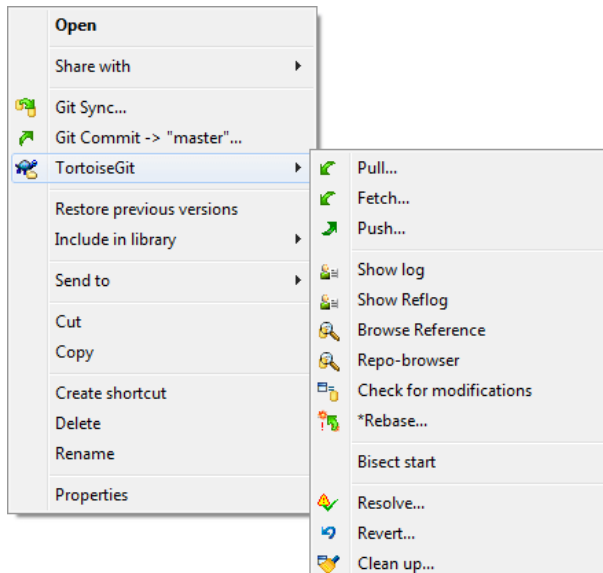 Open
Share with
Git Sync...
Git Commit -> "master"...
TortoiseGit
Restore previous versions
Include in library
Send to
Cut
Copy
Create shortcut
Delete
Rename
Properties
Pull...
Fetch...
Push...
Show log
Show Reflog
Browse Reference
Repo-browser
Check for modifications
*Rebase...
Bisect start
Resolve...
Revert...
Clean up...